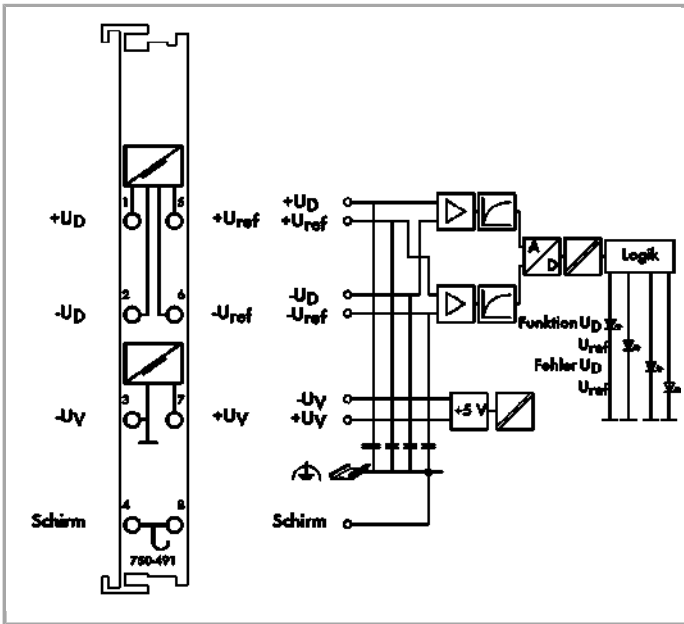 1 5
+UD +Uref
2 6
-UD -Uref
3 7
-UV +UV
4 8
Schirm
750-491
+UD
+Uref
-UD
-Uref
-UV
+UV
Schirm
+5 V
A
D
Logik
Funktion UD
Uref
Fehler UD
Uref